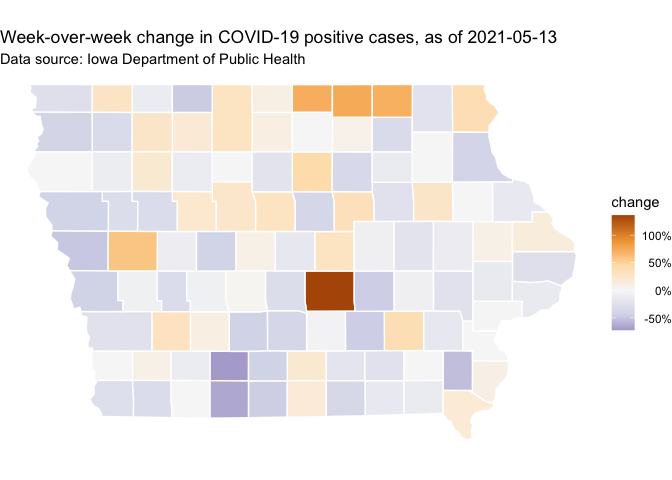 Week-over-week change in COVID-19 positive cases, as of 2021-05-13
Data source: Iowa Department of Public Health
change
100%
50%
0%
-50%